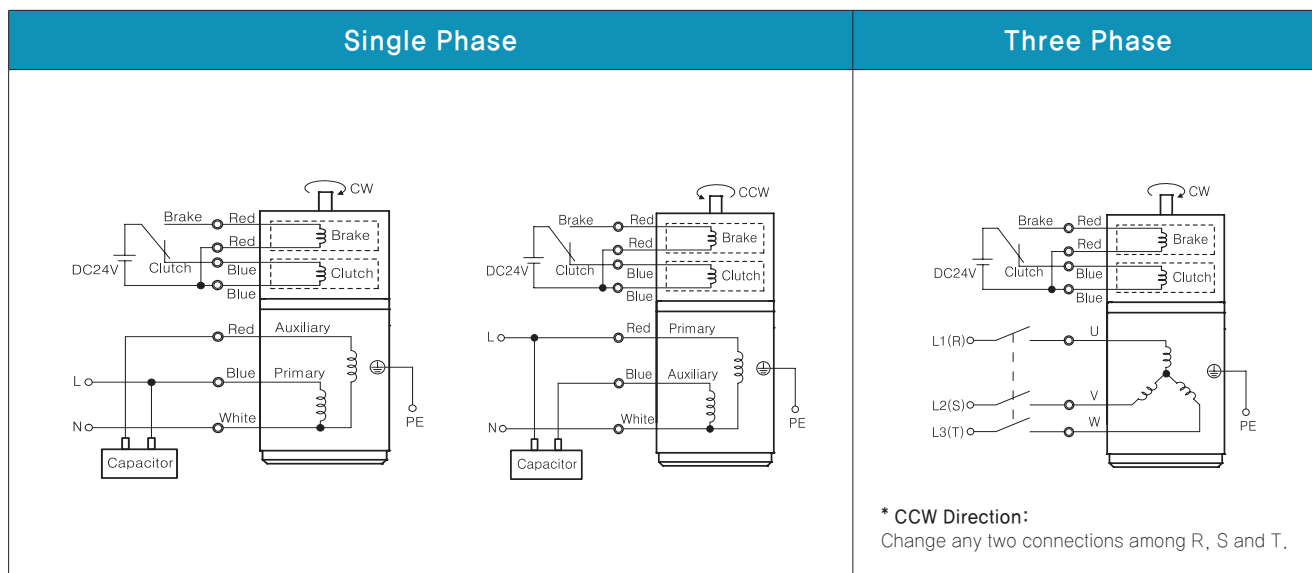 Single Phase
Three Phase
CW
Brake
Red
Brake
Red
DC24V
Clutch
Blue
Clutch
Blue
Red
Auxiliary
L
Blue
Primary
N
White
PE
Capacitor
CCW
Brake
Red
Brake
Red
DC24V
Clutch
Blue
Clutch
Blue
L
Red
Primary
Blue
Auxiliary
N
White
PE
Capacitor
CW
Brake
Red
Brake
Red
DC24V
Clutch
Blue
Clutch
Blue
L1(R)
U
L2(S)
V
L3(T)
W
PE
* CCW Direction:
Change any two connections among R, S and T.